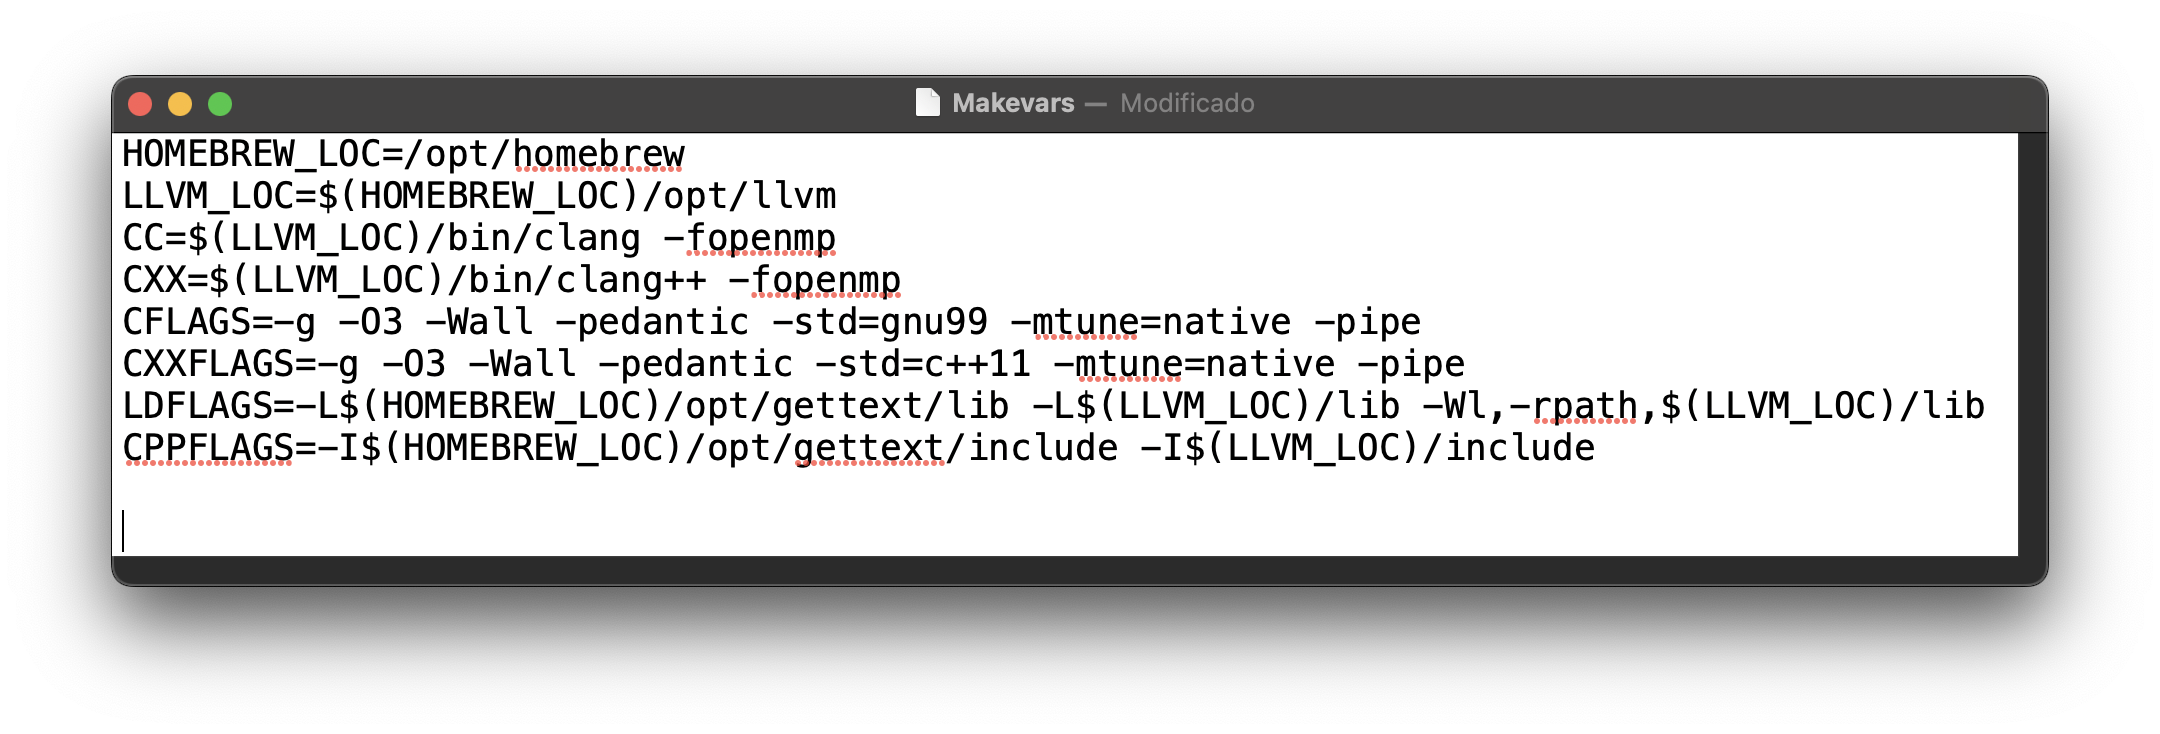 Makevars — Modificado
HOMEBREW_LOC=/opt/homebrew
LLVM_LOC=$(HOMEBREW_LOC)/opt/llvm
CC=$(LLVM_LOC)/bin/clang -fopenmp
CXX=$(LLVM_LOC)/bin/clang++ -fopenmp
CFLAGS=-g -O3 -Wall -pedantic -std=gnu99 -mtune=native -pipe
CXXFLAGS=-g -O3 -Wall -pedantic -std=c++11 -mtune=native -pipe
LDFLAGS=-L$(HOMEBREW_LOC)/opt/gettext/lib -L$(LLVM_LOC)/lib -Wl,-rpath,$(LLVM_LOC)/lib
CPPFLAGS=-I$(HOMEBREW_LOC)/opt/gettext/include -I$(LLVM_LOC)/include